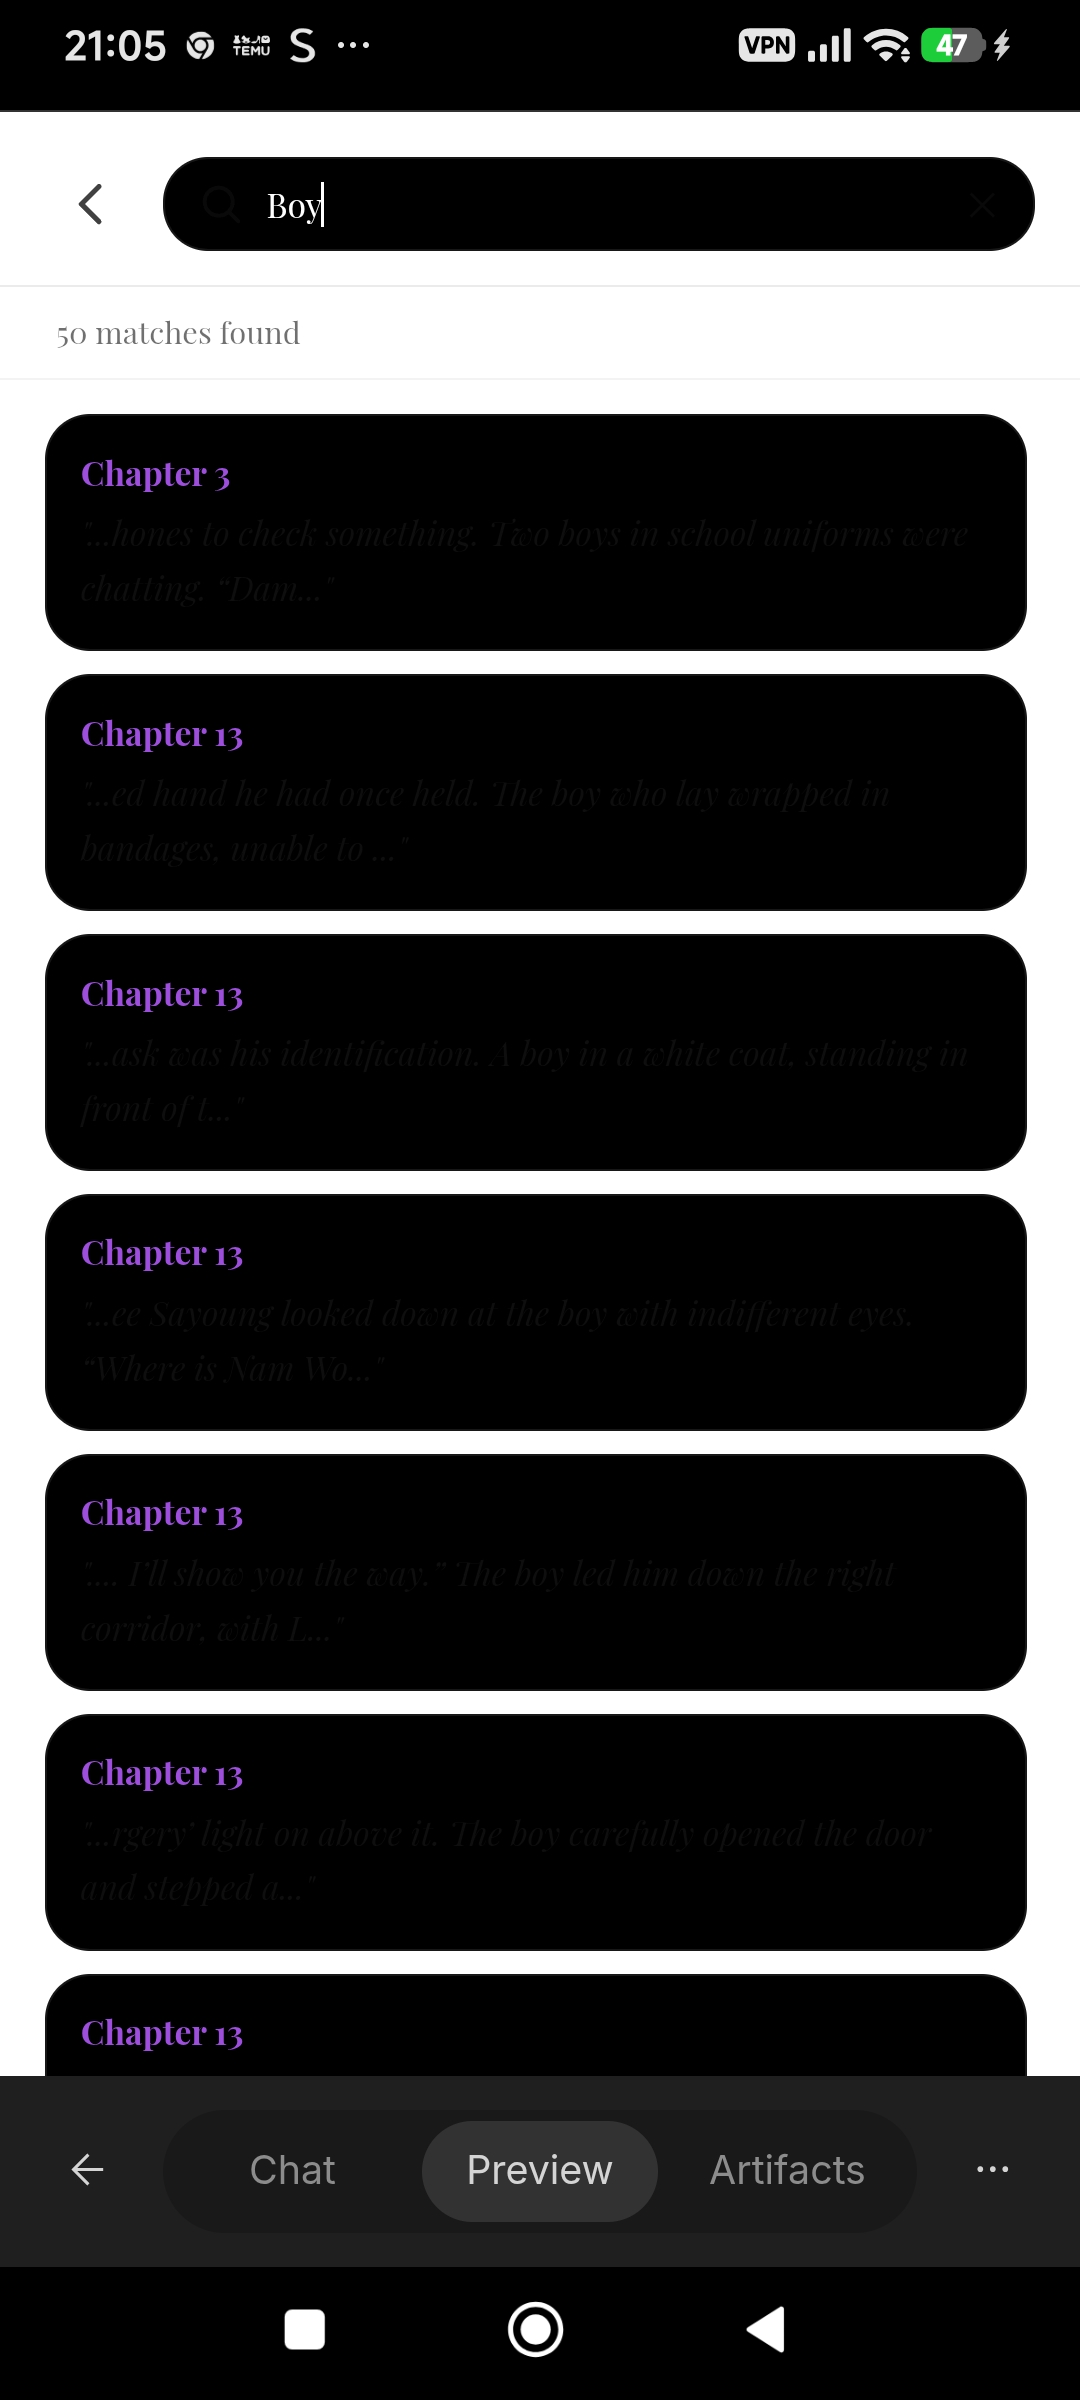 21:05 TEMU S ... VPN 47
Boy
50 matches found
Chapter 3
"...hones to check something. Two boys in school uniforms were
chatting. “Dam..."
Chapter 13
"...ed hand he had once held. The boy who lay wrapped in
bandages, unable to ..."
Chapter 13
"...ask was his identification. A boy in a white coat, standing in
front of t..."
Chapter 13
"...ee Sayoung looked down at the boy with indifferent eyes.
“Where is Nam Wo..."
Chapter 13
".... I’ll show you the way.” The boy led him down the right
corridor, with L..."
Chapter 13
"...rgery’ light on above it. The boy carefully opened the door
and stepped a..."
Chapter 13
Chat Preview Artifacts